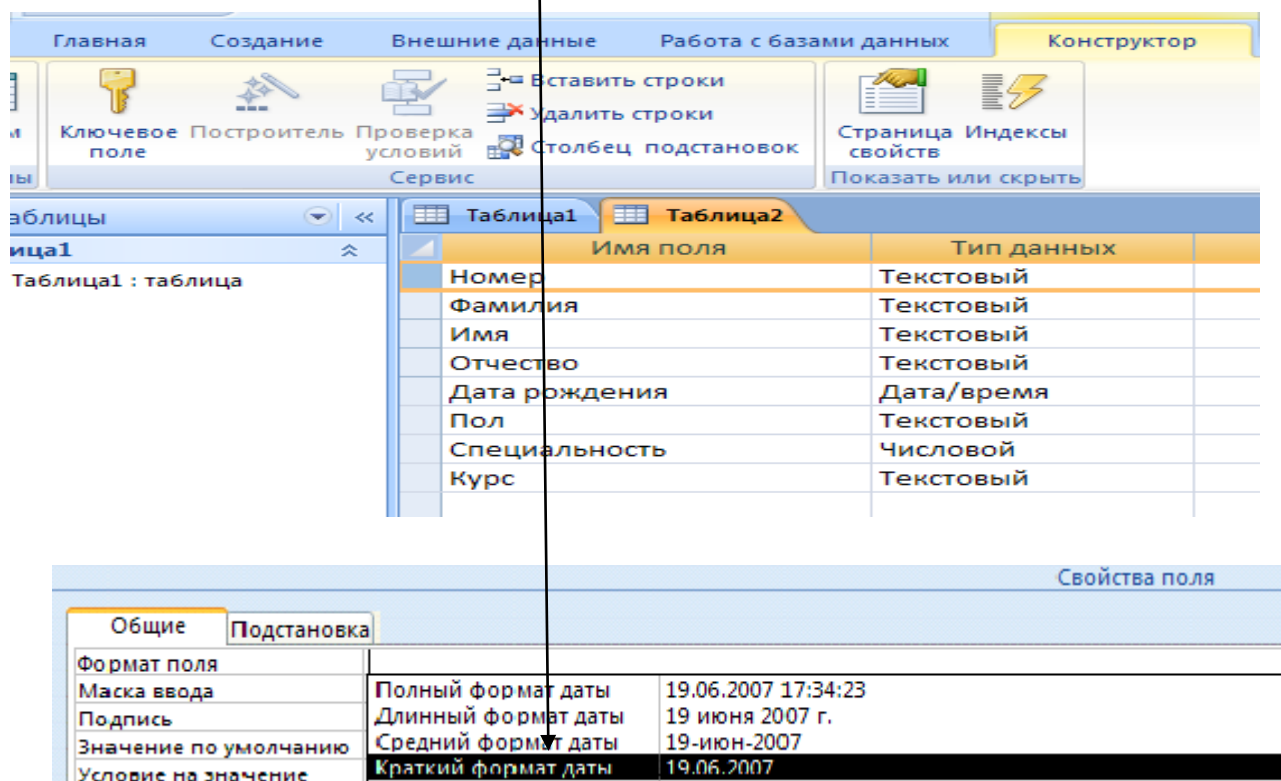 Главная Создание Внешние данные Работа с базами данных Конструктор
Вставить строки
Удалить строки
Столбец подстановок
Ключевое поле
Построитель
Проверка условий
Страница свойств
Индексы
Сервис
Показать или скрыть
Таблица1 : таблица
Таблица1 Таблица2
Имя поля Тип данных
Номер Текстовый
Фамилия Текстовый
Имя Текстовый
Отчество Текстовый
Дата рождения Дата/время
Пол Текстовый
Специальность Числовой
Курс Текстовый
Свойства поля
Общие Подстановка
Формат поля
Маска ввода Полный формат даты 19.06.2007 17:34:23
Подпись Длинный формат даты 19 июня 2007 г.
Значение по умолчанию Средний формат даты 19-июн-2007
Условие на значение Краткий формат даты 19.06.2007